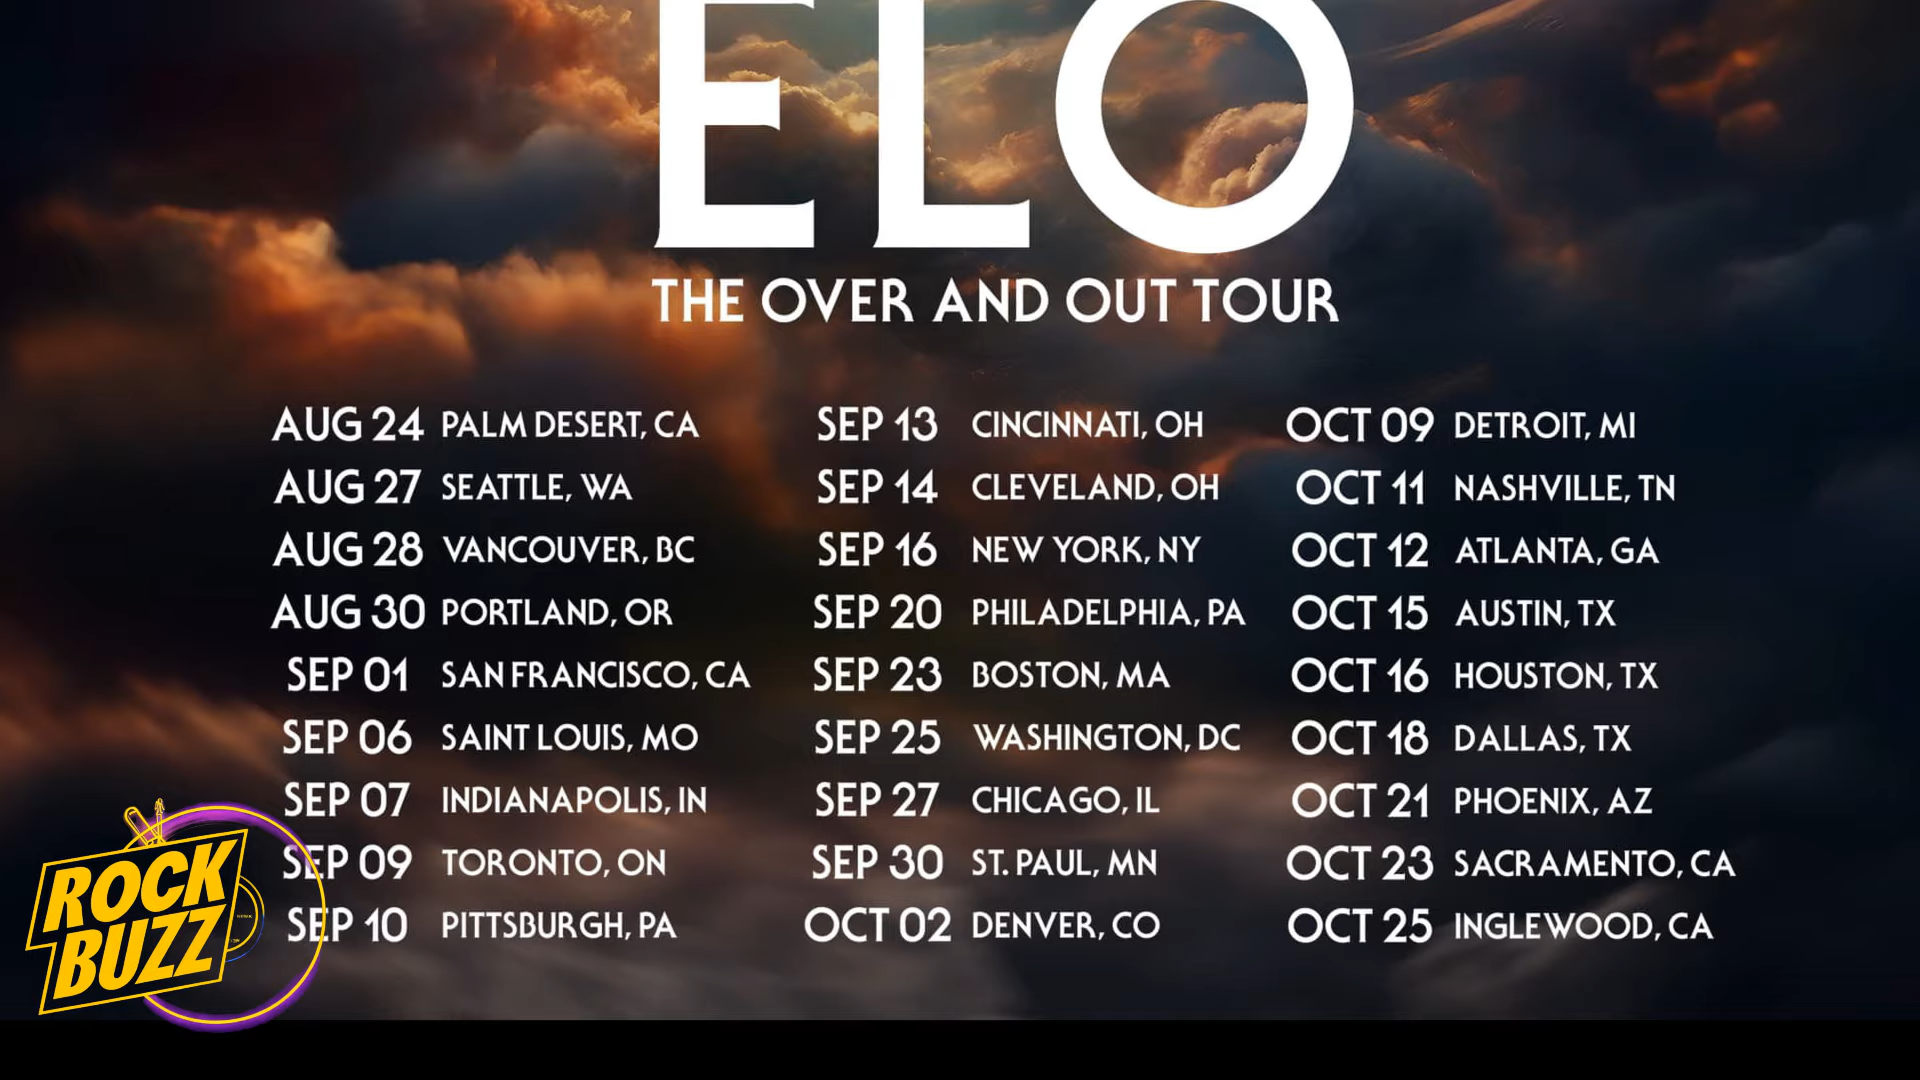 ELO
THE OVER AND OUT TOUR
AUG 24 PALM DESERT, CA
AUG 27 SEATTLE, WA
AUG 28 VANCOUVER, BC
AUG 30 PORTLAND, OR
SEP 01 SAN FRANCISCO, CA
SEP 06 SAINT LOUIS, MO
SEP 07 INDIANAPOLIS, IN
SEP 09 TORONTO, ON
SEP 10 PITTSBURGH, PA
SEP 13 CINCINNATI, OH
SEP 14 CLEVELAND, OH
SEP 16 NEW YORK, NY
SEP 20 PHILADELPHIA, PA
SEP 23 BOSTON, MA
SEP 25 WASHINGTON, DC
SEP 27 CHICAGO, IL
SEP 30 ST. PAUL, MN
OCT 02 DENVER, CO
OCT 09 DETROIT, MI
OCT 11 NASHVILLE, TN
OCT 12 ATLANTA, GA
OCT 15 AUSTIN, TX
OCT 16 HOUSTON, TX
OCT 18 DALLAS, TX
OCT 21 PHOENIX, AZ
OCT 23 SACRAMENTO, CA
OCT 25 INGLEWOOD, CA
ROCK
BUZZ